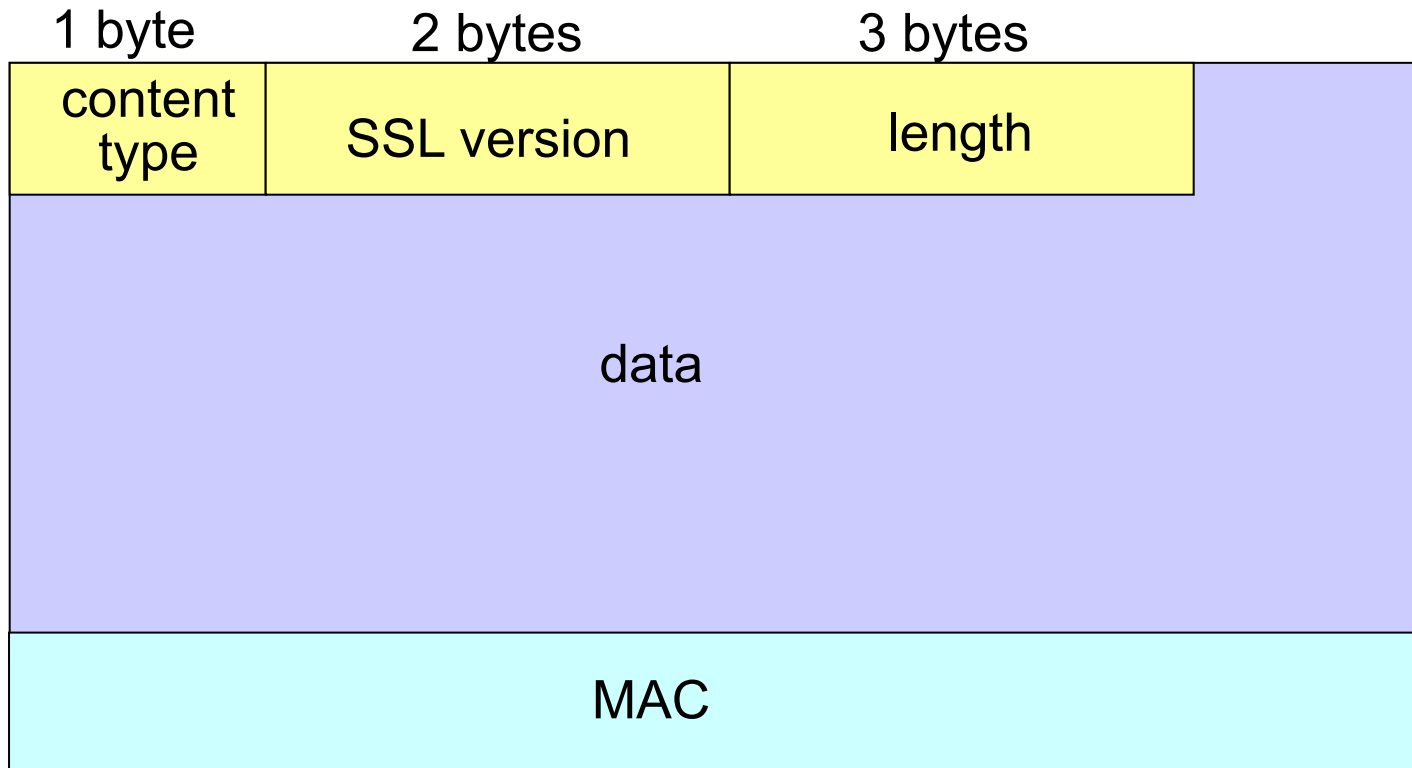 1 byte 2 bytes 3 bytes
content
type
SSL version
length
data
MAC